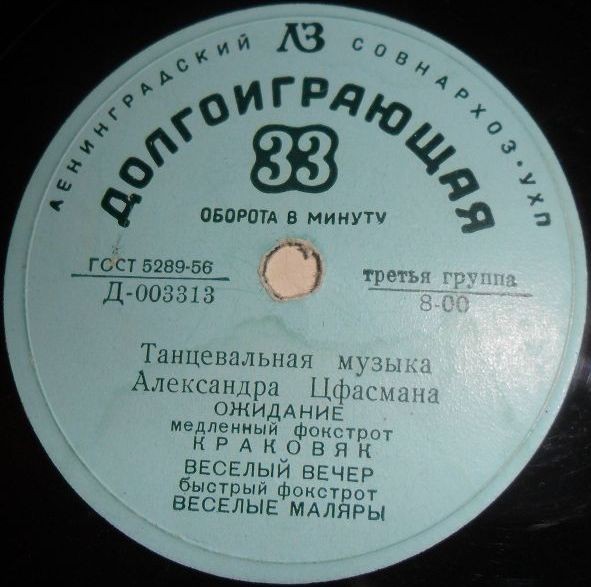 ЛЕНИНГРАДСКИЙ ЛЗ СОВНАРХОЗ·УХП
ДОЛГОИГРАЮЩАЯ
33
ОБОРОТА В МИНУТУ
ГОСТ 5289-56
Д-003313
третья группа
8-00
Танцевальная музыка
Александра Цфасмана
ОЖИДАНИЕ
медленный фокстрот
КРАКОВЯК
ВЕСЕЛЫЙ ВЕЧЕР
быстрый фокстрот
ВЕСЕЛЫЕ МАЛЯРЫ